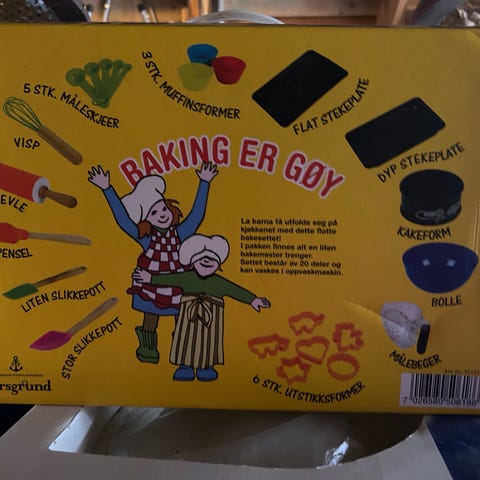 5 STK. MÅLESKJEER
3 STK. MUFFINSFORMER
FLAT STEKEPLATE
DYP STEKEPLATE
VISP
BAKING ER GØY
EVLE
KAKEFORM
PENSEL
La barna få utfolde seg på
kjøkkenet med dette flotte
bakesettet!
I pakken finnes alt en liten
bakemester trenger.
Settet består av 20 deler og
kan vaskes i oppvaskmaskin.
BOLLE
LITEN SLIKKEPOTT
STOR SLIKKEPOTT
MÅLEBEGER
6 STK. UTSTIKKSFORMER
rsgrund